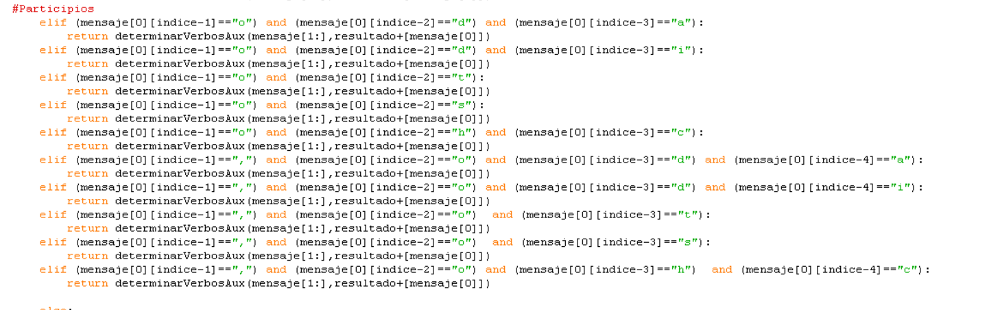 #Participios
    elif (mensaje[0][indice-1]=="o") and (mensaje[0][indice-2]=="d") and (mensaje[0][indice-3]=="a"):
        return determinarVerbosAux(mensaje[1:],resultado+[mensaje[0]])
    elif (mensaje[0][indice-1]=="o") and (mensaje[0][indice-2]=="d") and (mensaje[0][indice-3]=="i"):
        return determinarVerbosAux(mensaje[1:],resultado+[mensaje[0]])
    elif (mensaje[0][indice-1]=="o") and (mensaje[0][indice-2]=="t"):
        return determinarVerbosAux(mensaje[1:],resultado+[mensaje[0]])
    elif (mensaje[0][indice-1]=="o") and (mensaje[0][indice-2]=="s"):
        return determinarVerbosAux(mensaje[1:],resultado+[mensaje[0]])
    elif (mensaje[0][indice-1]=="o") and (mensaje[0][indice-2]=="h") and (mensaje[0][indice-3]=="c"):
        return determinarVerbosAux(mensaje[1:],resultado+[mensaje[0]])
    elif (mensaje[0][indice-1]==",") and (mensaje[0][indice-2]=="o") and (mensaje[0][indice-3]=="d") and (mensaje[0][indice-4]=="a"):
        return determinarVerbosAux(mensaje[1:],resultado+[mensaje[0]])
    elif (mensaje[0][indice-1]==",") and (mensaje[0][indice-2]=="o") and (mensaje[0][indice-3]=="d") and (mensaje[0][indice-4]=="i"):
        return determinarVerbosAux(mensaje[1:],resultado+[mensaje[0]])
    elif (mensaje[0][indice-1]==",") and (mensaje[0][indice-2]=="o")  and (mensaje[0][indice-3]=="t"):
        return determinarVerbosAux(mensaje[1:],resultado+[mensaje[0]])
    elif (mensaje[0][indice-1]==",") and (mensaje[0][indice-2]=="o")  and (mensaje[0][indice-3]=="s"):
        return determinarVerbosAux(mensaje[1:],resultado+[mensaje[0]])
    elif (mensaje[0][indice-1]==",") and (mensaje[0][indice-2]=="o") and (mensaje[0][indice-3]=="h")  and (mensaje[0][indice-4]=="c"):
        return determinarVerbosAux(mensaje[1:],resultado+[mensaje[0]])
    else: